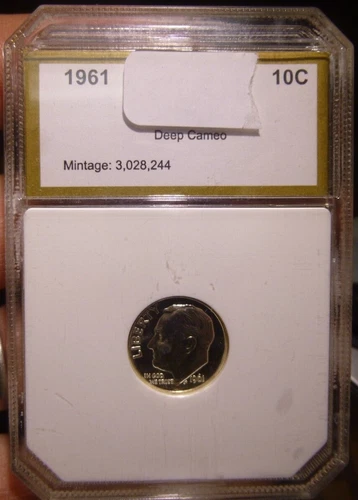 1961 10C
Deep Cameo
Mintage: 3,028,244
LIBERTY
IN GOD
WE TRUST
1961